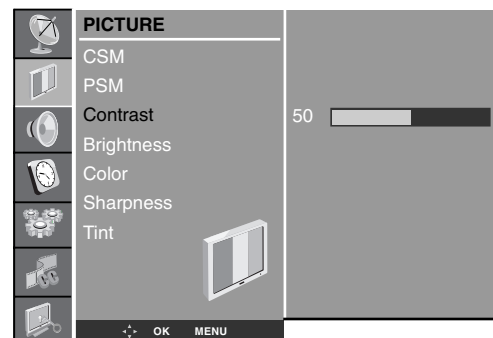 PICTURE
CSM
PSM
Contrast 50
Brightness
Color
Sharpness
Tint
OK MENU